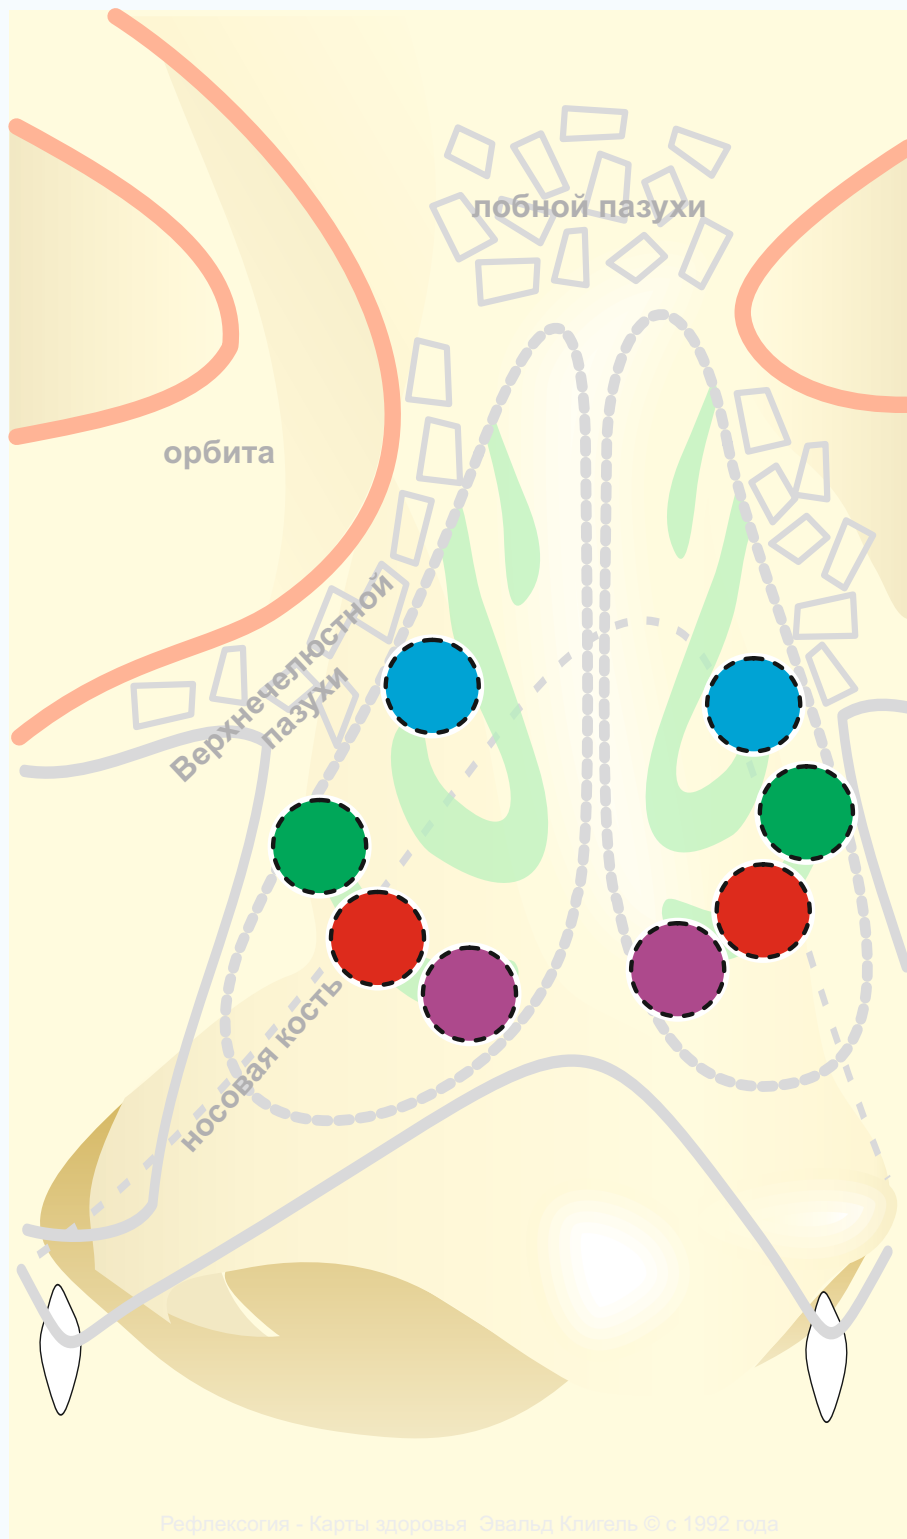 лобной пазухи
орбита
Верхнечелюстной
пазухи
носовая кость
Рефлексогия - Карты здоровья Эвальд Клигель © с 1992 года